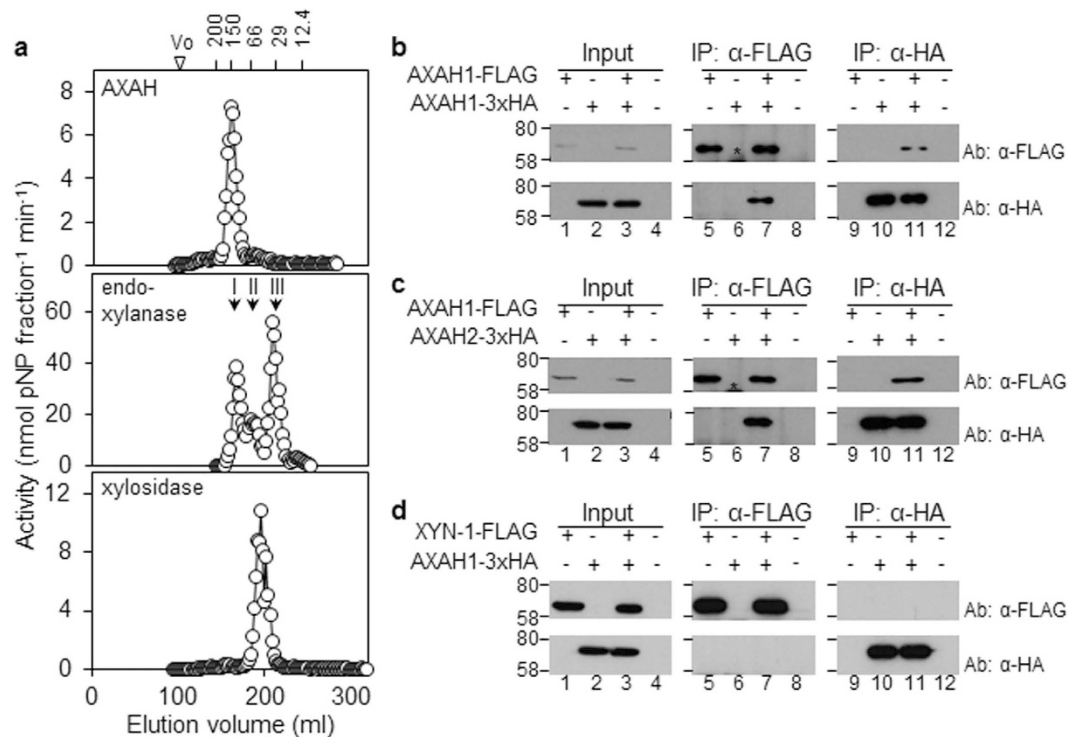 a
Vo 200 150 66 29 12.4
AXAH
8
6
4
2
0
endo-
xylanase
I II III
60
40
20
0
xylosidase
12
8
4
0
0 100 200 300
Elution volume (ml)
Activity (nmol pNP fraction-1 min-1)
b
Input IP: α-FLAG IP: α-HA
AXAH1-FLAG + - + - + - + - + - + -
AXAH1-3xHA - + + - - + + - - + + -
80
58
* Ab: α-FLAG
80
58
Ab: α-HA
1 2 3 4 5 6 7 8 9 10 11 12
c
Input IP: α-FLAG IP: α-HA
AXAH1-FLAG + - + - + - + - + - + -
AXAH2-3xHA - + + - - + + - - + + -
80
58
* Ab: α-FLAG
80
58
Ab: α-HA
1 2 3 4 5 6 7 8 9 10 11 12
d
Input IP: α-FLAG IP: α-HA
XYN-1-FLAG + - + - + - + - + - + -
AXAH1-3xHA - + + - - + + - - + + -
80
58
Ab: α-FLAG
80
58
Ab: α-HA
1 2 3 4 5 6 7 8 9 10 11 12